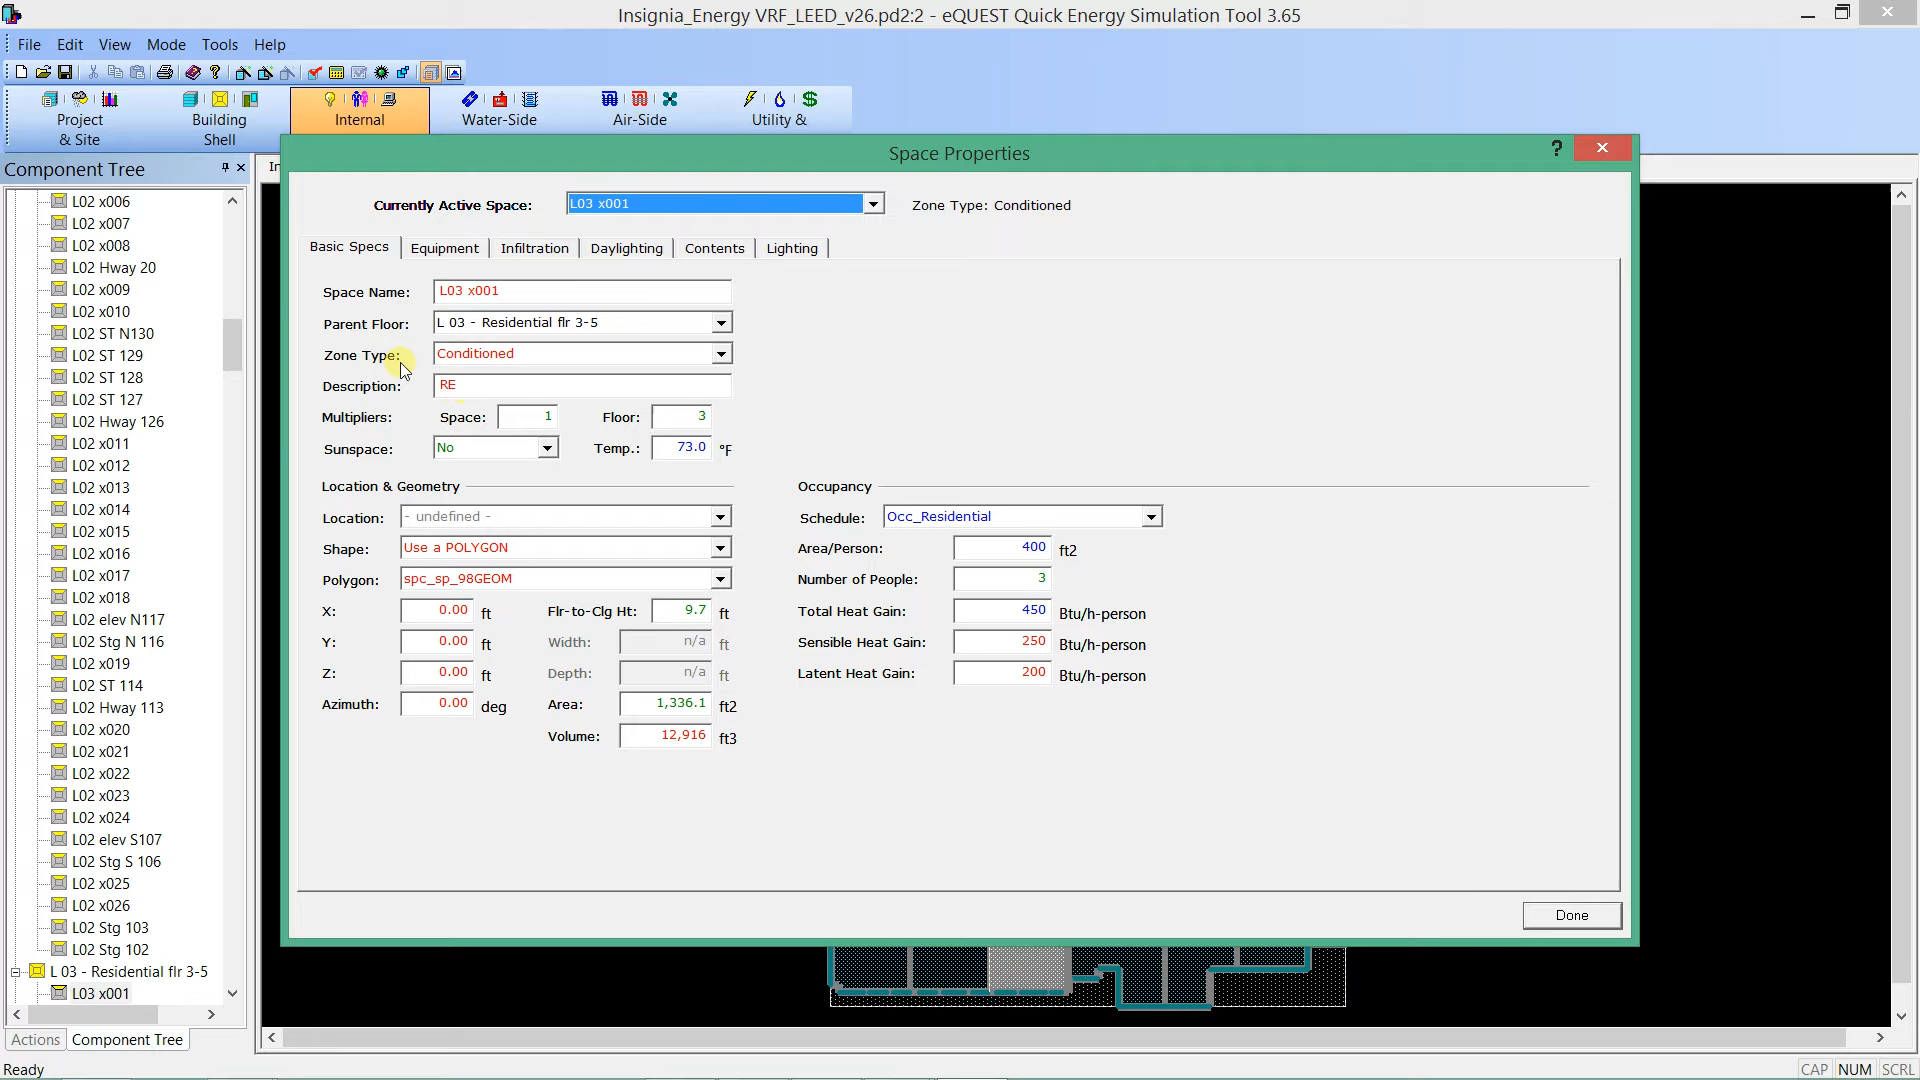 Insignia_Energy VRF_LEED_v26.pd2:2 - eQUEST Quick Energy Simulation Tool 3.65
File Edit View Mode Tools Help
Project & Site
Building Shell
Internal
Water-Side
Air-Side
Utility &
Component Tree
L02 x006
L02 x007
L02 x008
L02 Hway 20
L02 x009
L02 x010
L02 ST N130
L02 ST 129
L02 ST 128
L02 ST 127
L02 Hway 126
L02 x011
L02 x012
L02 x013
L02 x014
L02 x015
L02 x016
L02 x017
L02 x018
L02 elev N117
L02 Stg N 116
L02 x019
L02 ST 114
L02 Hway 113
L02 x020
L02 x021
L02 x022
L02 x023
L02 x024
L02 elev S107
L02 Stg S 106
L02 x025
L02 x026
L02 Stg 103
L02 Stg 102
L 03 - Residential flr 3-5
L03 x001
Actions Component Tree
Space Properties
?
Currently Active Space: L03 x001 Zone Type: Conditioned
Basic Specs Equipment Infiltration Daylighting Contents Lighting
Space Name: L03 x001
Parent Floor: L 03 - Residential flr 3-5
Zone Type: Conditioned
Description: RE
Multipliers: Space: 1 Floor: 3
Sunspace: No Temp.: 73.0 °F
Location & Geometry
Location: - undefined -
Shape: Use a POLYGON
Polygon: spc_sp_98GEOM
X: 0.00 ft Flr-to-Clg Ht: 9.7 ft
Y: 0.00 ft Width: n/a ft
Z: 0.00 ft Depth: n/a ft
Azimuth: 0.00 deg Area: 1,336.1 ft2
Volume: 12,916 ft3
Occupancy
Schedule: Occ_Residential
Area/Person: 400 ft2
Number of People: 3
Total Heat Gain: 450 Btu/h-person
Sensible Heat Gain: 250 Btu/h-person
Latent Heat Gain: 200 Btu/h-person
Done
Ready
CAP NUM SCRL